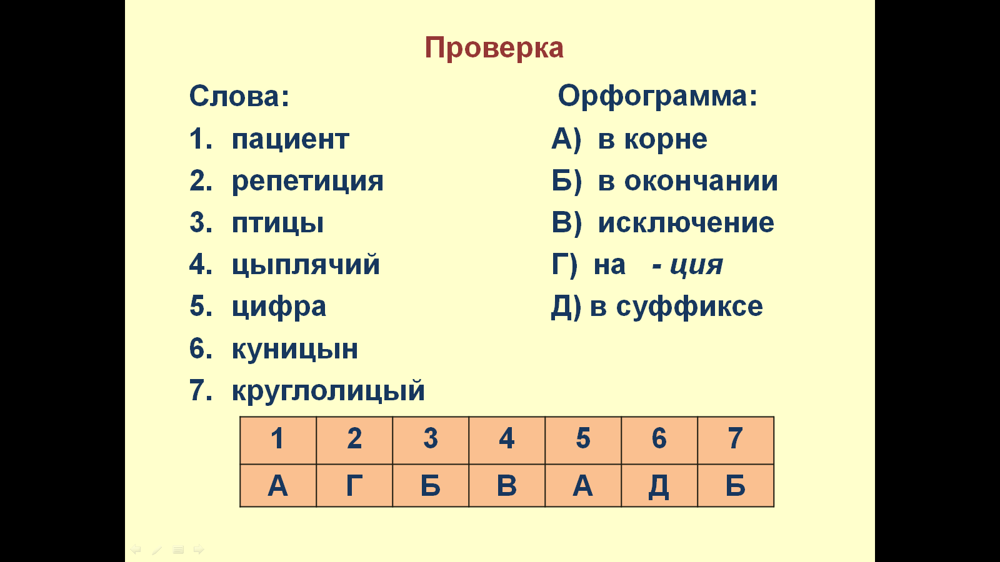 Проверка
Слова:
1. пациент
2. репетиция
3. птицы
4. цыплячий
5. цифра
6. куницын
7. круглолицый
Орфограмма:
А) в корне
Б) в окончании
В) исключение
Г) на - ция
Д) в суффиксе
1 2 3 4 5 6 7
А Г Б В А Д Б